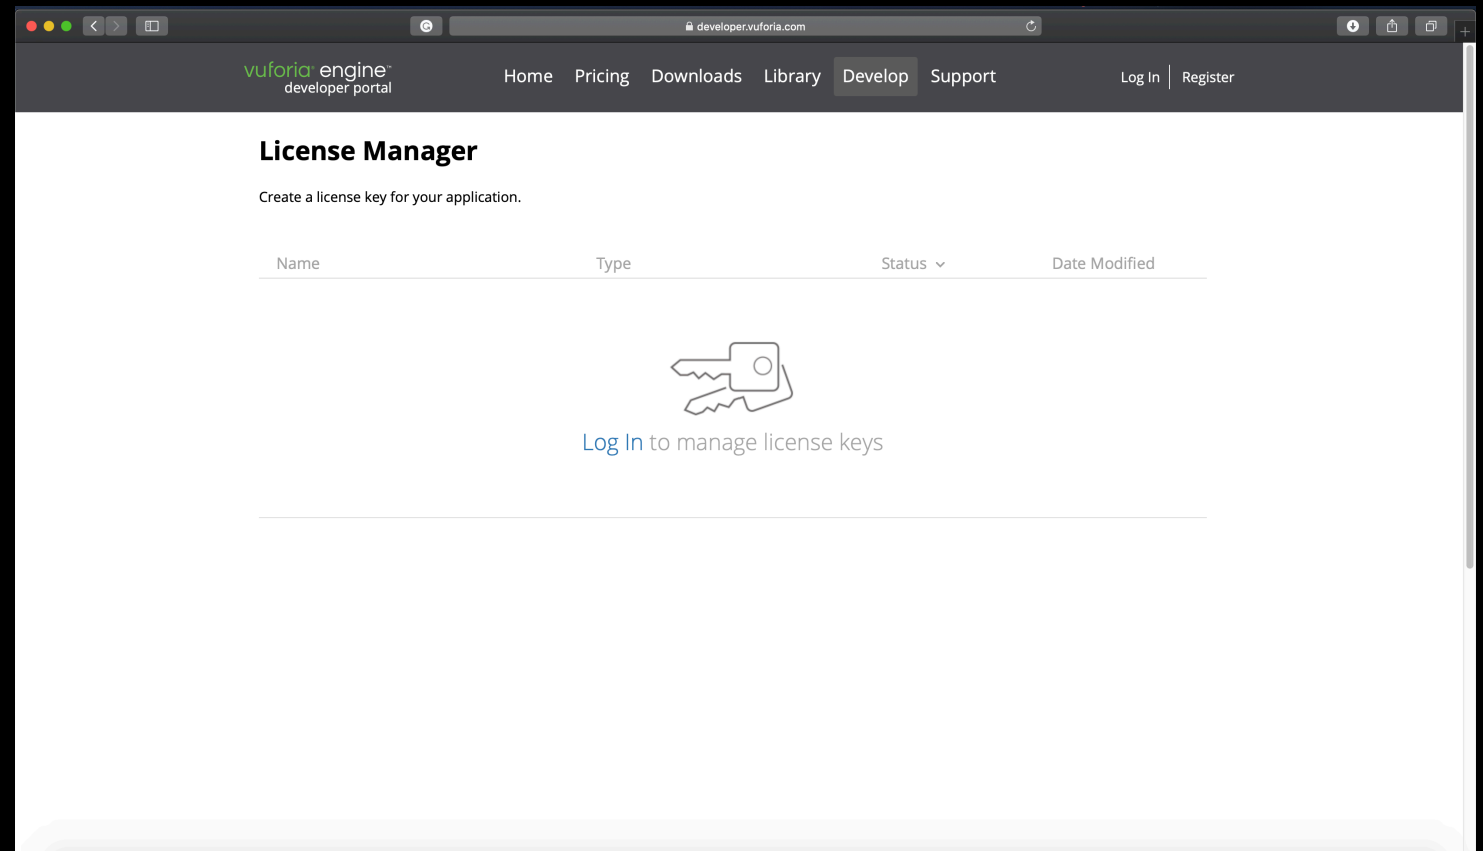 developer.vuforia.com
vuforia engine™
developer portal
Home Pricing Downloads Library Develop Support
Log In Register
License Manager
Create a license key for your application.
Name Type Status Date Modified
Log In to manage license keys